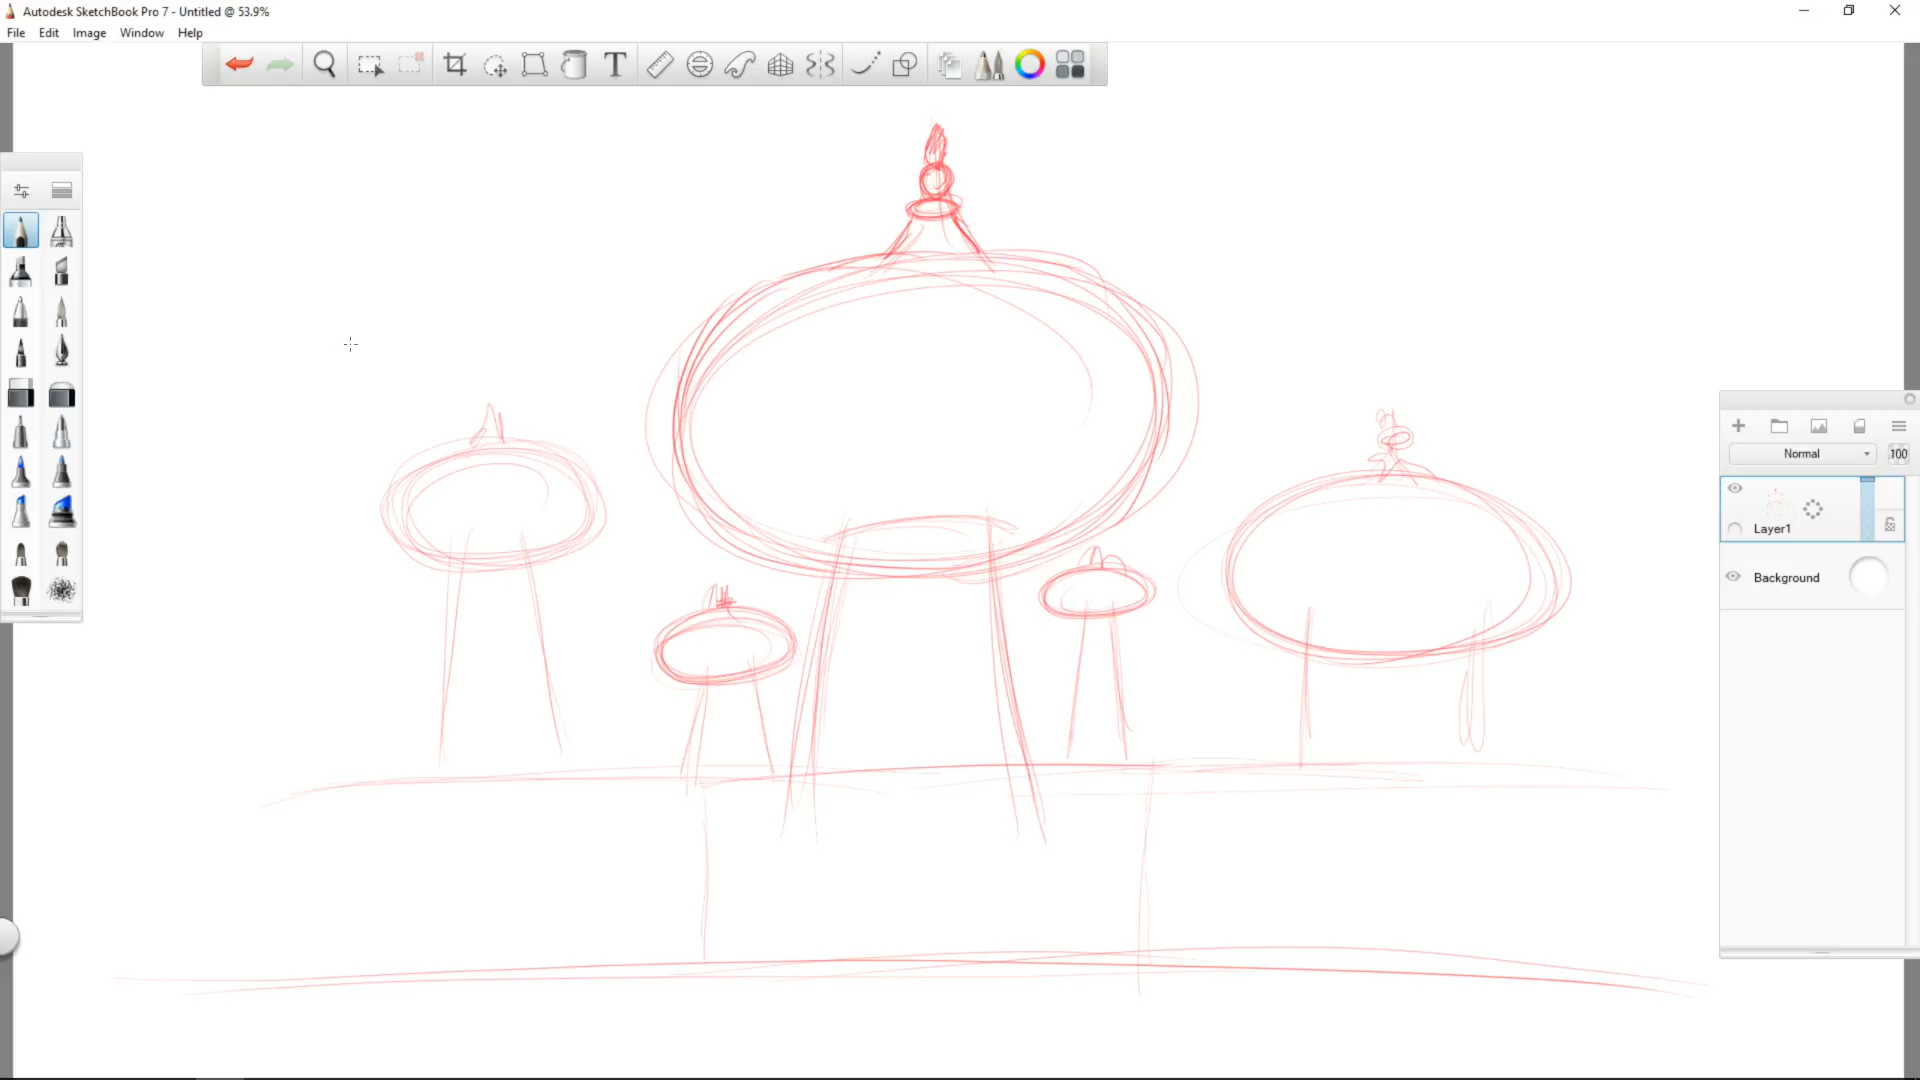 Autodesk SketchBook Pro 7 - Untitled @ 53.9%
File Edit Image Window Help
T
Normal 100
Layer1
Background